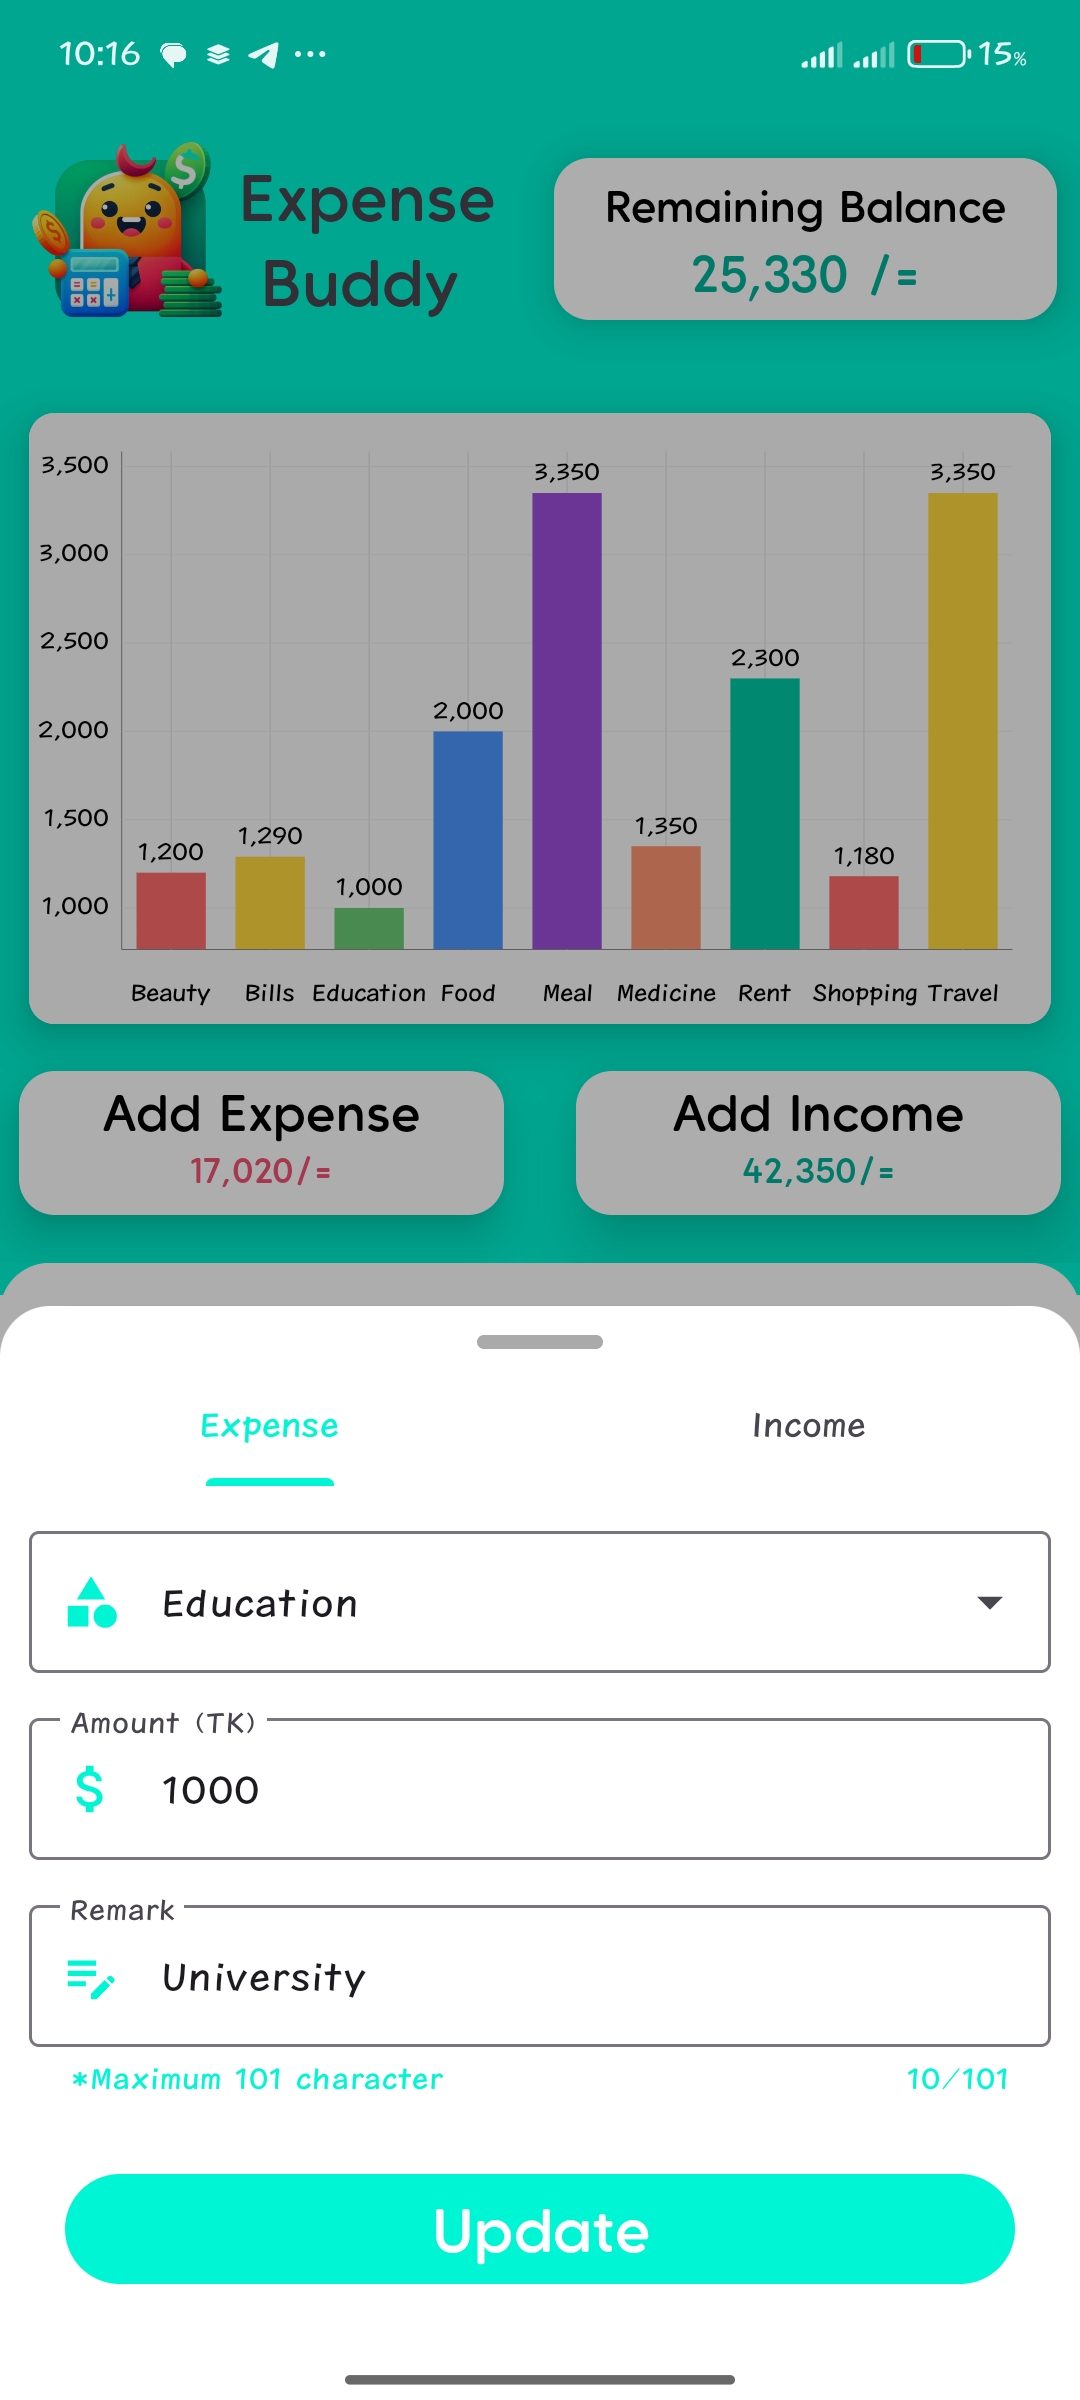 10:16 ... 15%
Expense
Buddy
Remaining Balance
25,330 /=
3,500
3,000
2,500
2,000
1,500
1,000
1,200
1,290
1,000
2,000
3,350
1,350
2,300
1,180
3,350
Beauty Bills Education Food Meal Medicine Rent Shopping Travel
Add Expense
17,020/=
Add Income
42,350/=
Expense Income
Education
Amount (TK)
$ 1000
Remark
University
*Maximum 101 character 10/101
Update